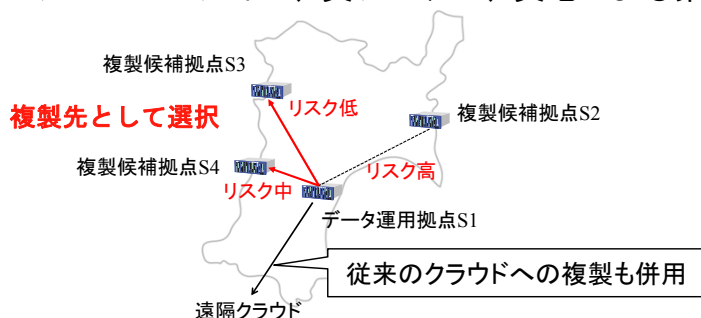 複製候補拠点S3
リスク低
複製候補拠点S2
複製先として選択
複製候補拠点S4
リスク中
リスク高
データ運用拠点S1
従来のクラウドへの複製も併用
遠隔クラウド